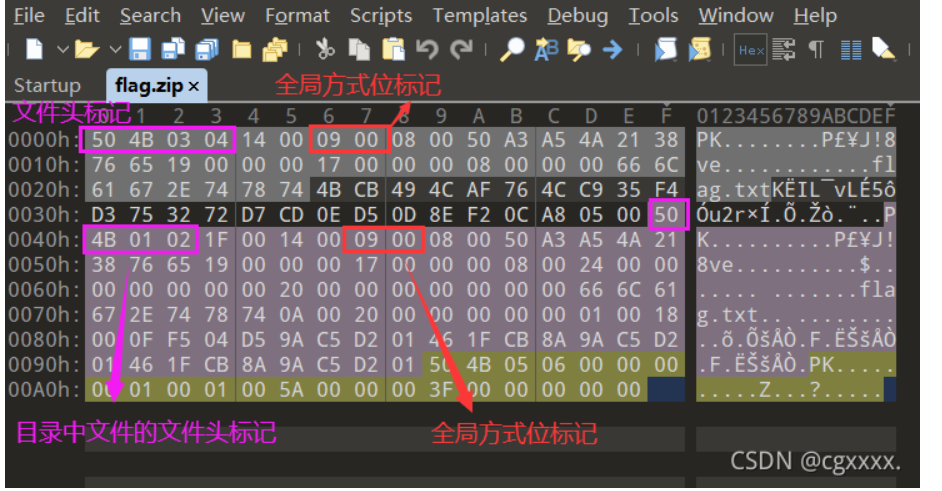 File Edit Search View Format Scripts Templates Debug Tools Window Help
Hex
Startup flag.zip × 全局方式位标记
文件头标记
0 1 2 3 4 5 6 7 8 9 A B C D E F 0123456789ABCDEF
0000h: 50 4B 03 04 14 00 09 00 08 00 50 A3 A5 4A 21 38 PK........P£¥J!8
0010h: 76 65 19 00 00 00 17 00 00 00 08 00 00 00 66 6C ve............fl
0020h: 61 67 2E 74 78 74 4B CB 49 4C AF 76 4C C9 35 F4 ag.txtKËIL¯vLÉ5ô
0030h: D3 75 32 72 D7 CD 0E D5 0D 8E F2 0C A8 05 00 50 Óu2r×Í.Õ.Žò.¨..P
0040h: 4B 01 02 1F 00 14 00 09 00 08 00 50 A3 A5 4A 21 K..........P£¥J!
0050h: 38 76 65 19 00 00 00 17 00 00 00 08 00 24 00 00 8ve..........$..
0060h: 00 00 00 00 00 20 00 00 00 00 00 00 00 66 6C 61 ..... .......fla
0070h: 67 2E 74 78 74 0A 00 20 00 00 00 00 00 01 00 18 g.txt.. ........
0080h: 00 0F F5 04 D5 9A C5 D2 01 46 1F CB 8A 9A C5 D2 ..õ.ÕšÅÒ.F.ËŠšÅÒ
0090h: 01 46 1F CB 8A 9A C5 D2 01 50 4B 05 06 00 00 00 .F.ËŠšÅÒ.PK.....
00A0h: 00 01 00 01 00 5A 00 00 00 3F 00 00 00 00 00 .....Z...?.....
目录中文件的文件头标记 全局方式位标记
CSDN @cgxxxx.